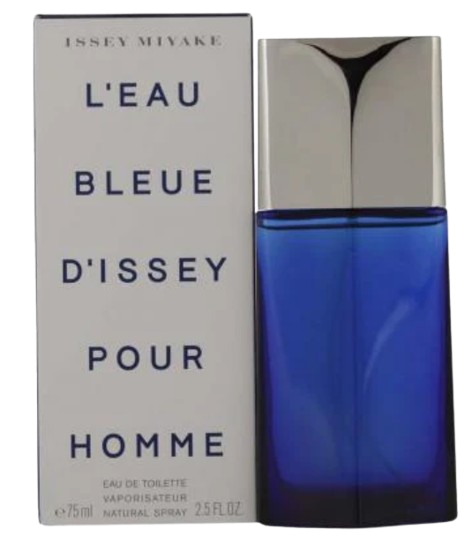 ISSEY MIYAKE
L'EAU
BLEUE
D'ISSEY
POUR
HOMME
EAU DE TOILETTE
VAPORISATEUR
℮75ml NATURAL SPRAY 2.5 FL.OZ.